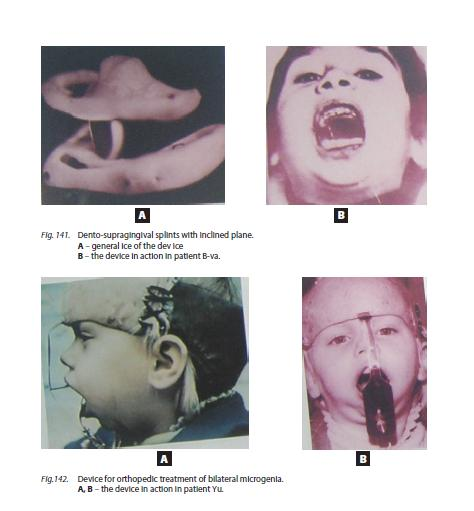 A
B
Fig. 141. Dento-supragingival splints with inclined plane.
A – general ice of the dev ice
B – the device in action in patient B-va.
A
B
Fig.142. Device for orthopedic treatment of bilateral microgenia.
A, B – the device in action in patient Yu.